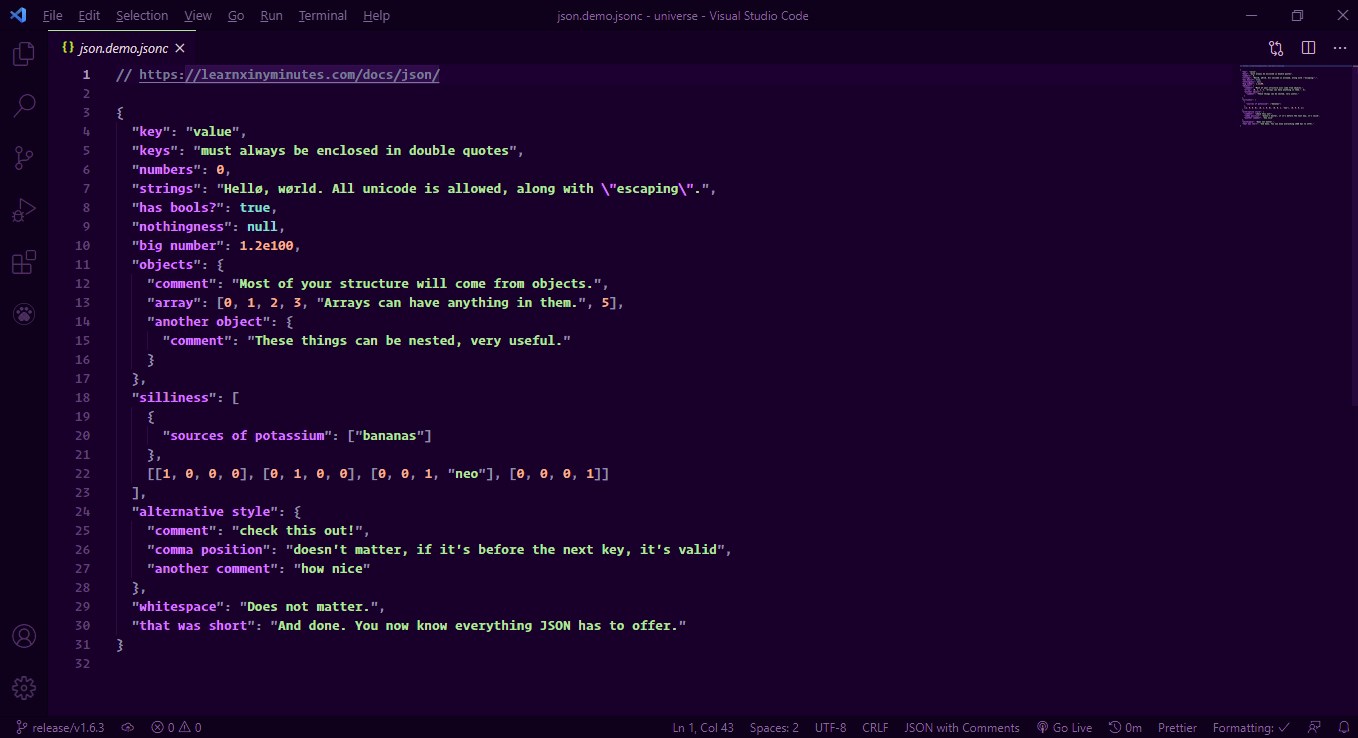 File Edit Selection View Go Run Terminal Help json.demo.jsonc - universe - Visual Studio Code
{} json.demo.jsonc
1 // https://learnxinyminutes.com/docs/json/
2
3 {
4   "key": "value",
5   "keys": "must always be enclosed in double quotes",
6   "numbers": 0,
7   "strings": "Hellø, wørld. All unicode is allowed, along with \"escaping\".",
8   "has bools?": true,
9   "nothingness": null,
10   "big number": 1.2e100,
11   "objects": {
12     "comment": "Most of your structure will come from objects.",
13     "array": [0, 1, 2, 3, "Arrays can have anything in them.", 5],
14     "another object": {
15       "comment": "These things can be nested, very useful."
16     }
17   },
18   "silliness": [
19     {
20       "sources of potassium": ["bananas"]
21     },
22     [[1, 0, 0, 0], [0, 1, 0, 0], [0, 0, 1, "neo"], [0, 0, 0, 1]]
23   ],
24   "alternative style": {
25     "comment": "check this out!",
26     "comma position": "doesn't matter, if it's before the next key, it's valid",
27     "another comment": "how nice"
28   },
29   "whitespace": "Does not matter.",
30   "that was short": "And done. You now know everything JSON has to offer."
31 }
32
release/v1.6.3 0 0 Ln 1, Col 43 Spaces: 2 UTF-8 CRLF JSON with Comments Go Live 0m Prettier Formatting: ✓